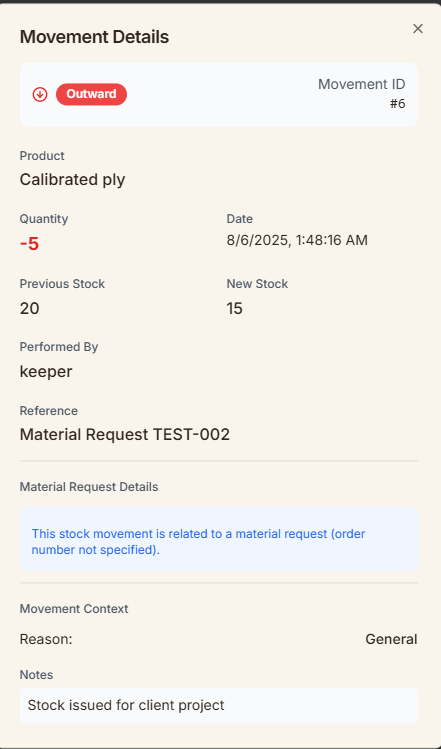 Movement Details
Outward
Movement ID
#6
Product
Calibrated ply
Quantity
Date
-5
8/6/2025, 1:48:16 AM
Previous Stock
New Stock
20
15
Performed By
keeper
Reference
Material Request TEST-002
Material Request Details
This stock movement is related to a material request (order
number not specified).
Movement Context
Reason:
General
Notes
Stock issued for client project